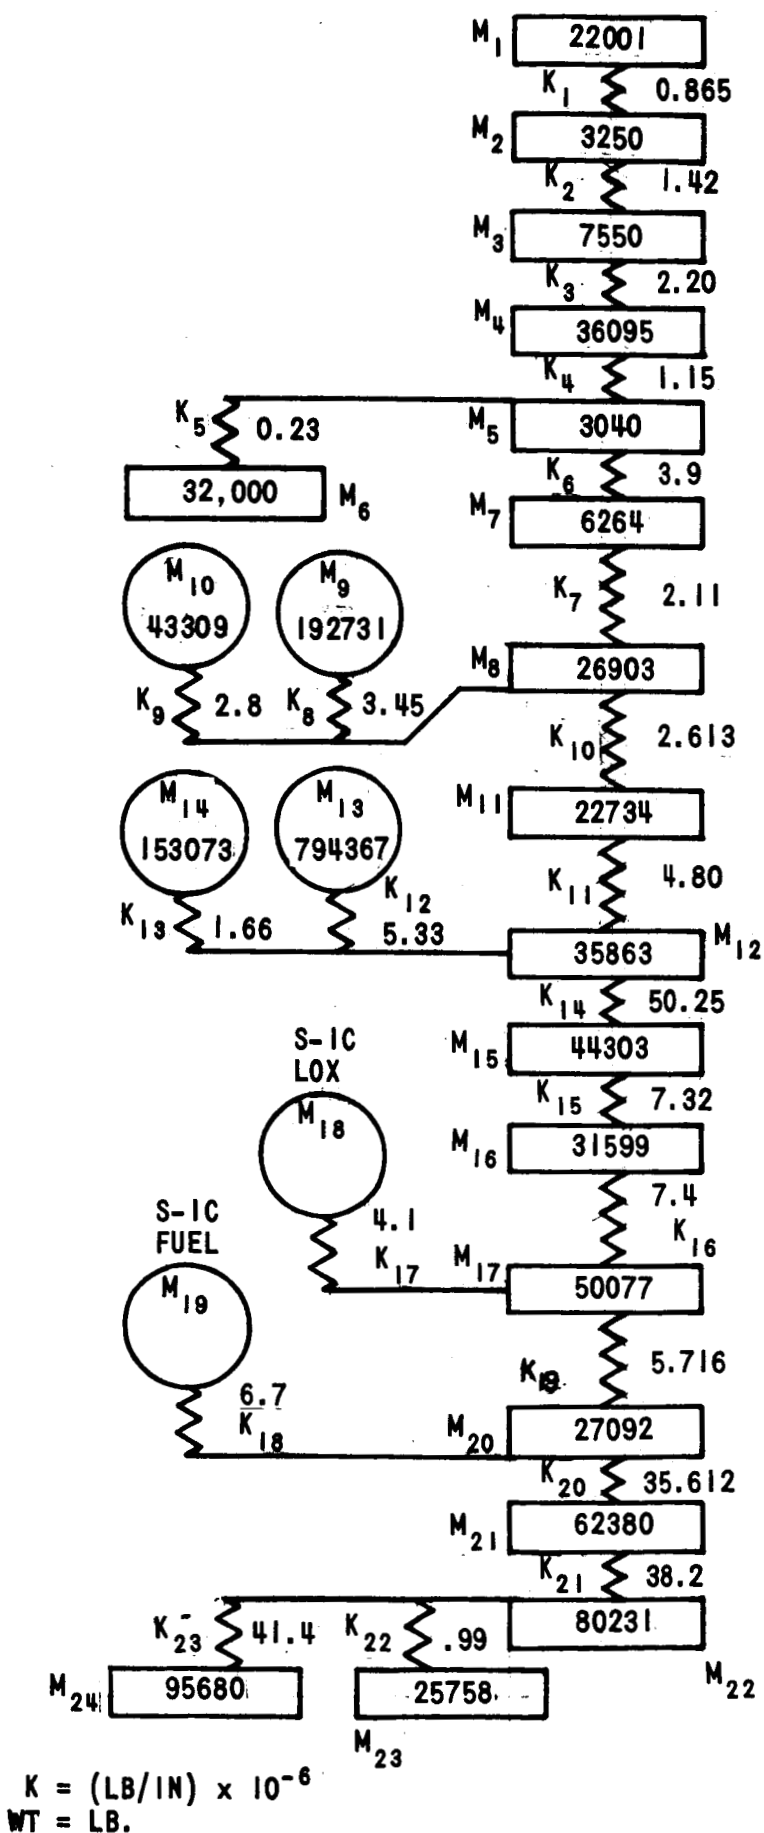 M1 22001
K1 0.865
M2 3250
K2 1.42
M3 7550
K3 2.20
M4 36095
K4 1.15
K5 0.23
M5 3040
32,000 M6
K6 3.9
M7 6264
M10 43309
M9 192731
K7 2.11
M8 26903
K9 2.8
K8 3.45
K10 2.613
M11 22734
M14 153073
M13 794367
K11 4.80
K13 1.66
K12 5.33
35863 M12
K14 50.25
M15 44303
K15 7.32
M16 31599
S-IC
LOX
M18
7.4
K16
4.1
K17
M17 50077
S-IC
FUEL
M19
K19 5.716
6.7
K18
M20 27092
K20 35.612
M21 62380
K21 38.2
80231
M22
K23 41.4
K22 .99
M24 95680
25758
M23
K = (LB/IN) x 10-6
WT = LB.